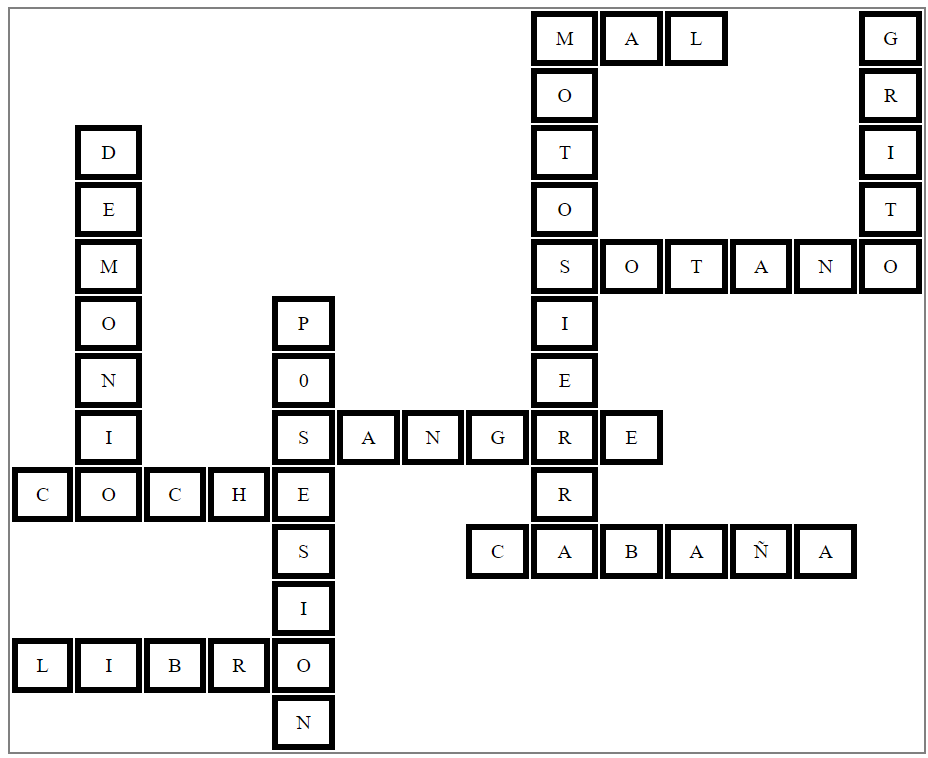 M A L G
O R
D T I
E O T
M S O T A N O
O P I
N 0 E
I S A N G R E
C O C H E R
S C A B A Ñ A
I
L I B R O
N